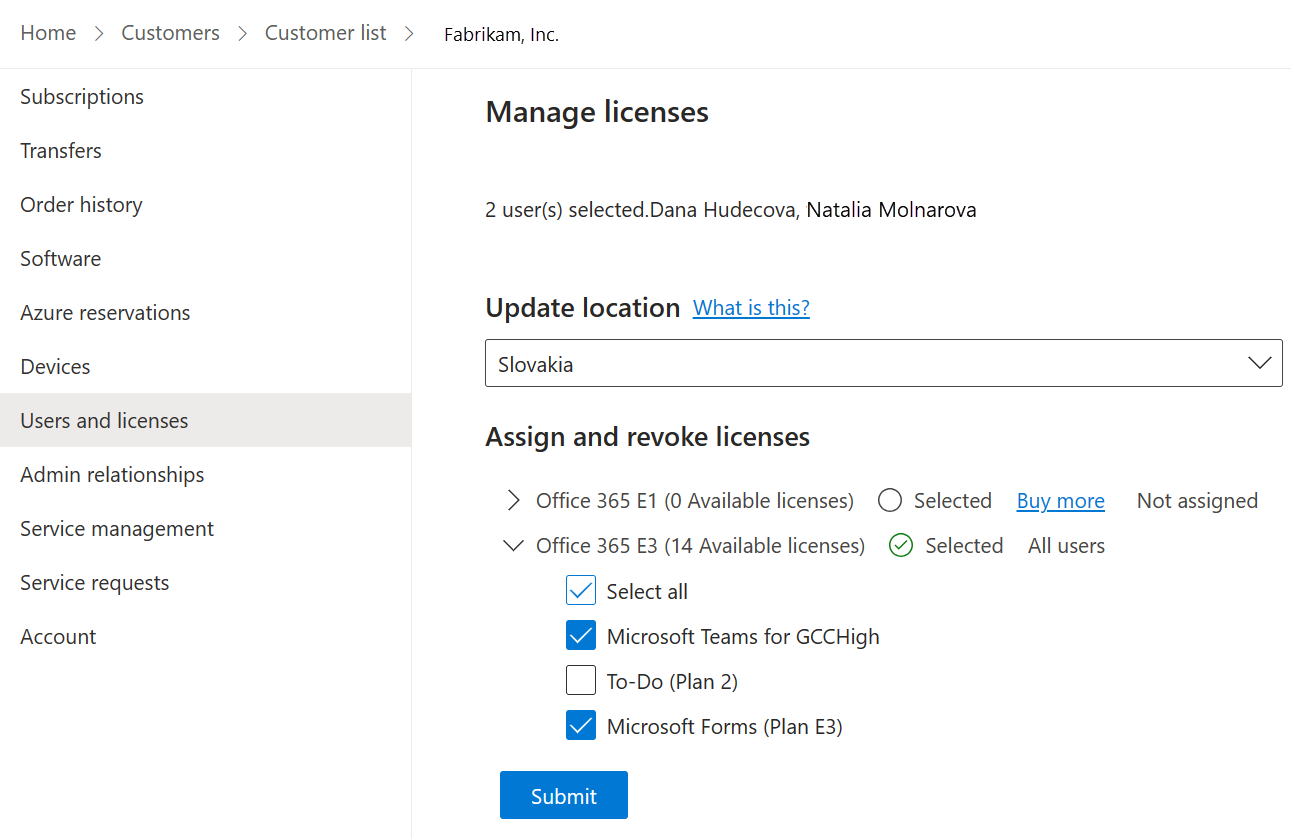 Home > Customers > Customer list > Fabrikam, Inc.
Subscriptions
Transfers
Order history
Software
Azure reservations
Devices
Users and licenses
Admin relationships
Service management
Service requests
Account
Manage licenses
2 user(s) selected.Dana Hudecova, Natalia Molnarova
Update location What is this?
Slovakia
Assign and revoke licenses
Office 365 E1 (0 Available licenses) Selected Buy more Not assigned
Office 365 E3 (14 Available licenses) Selected All users
Select all
Microsoft Teams for GCCHigh
To-Do (Plan 2)
Microsoft Forms (Plan E3)
Submit